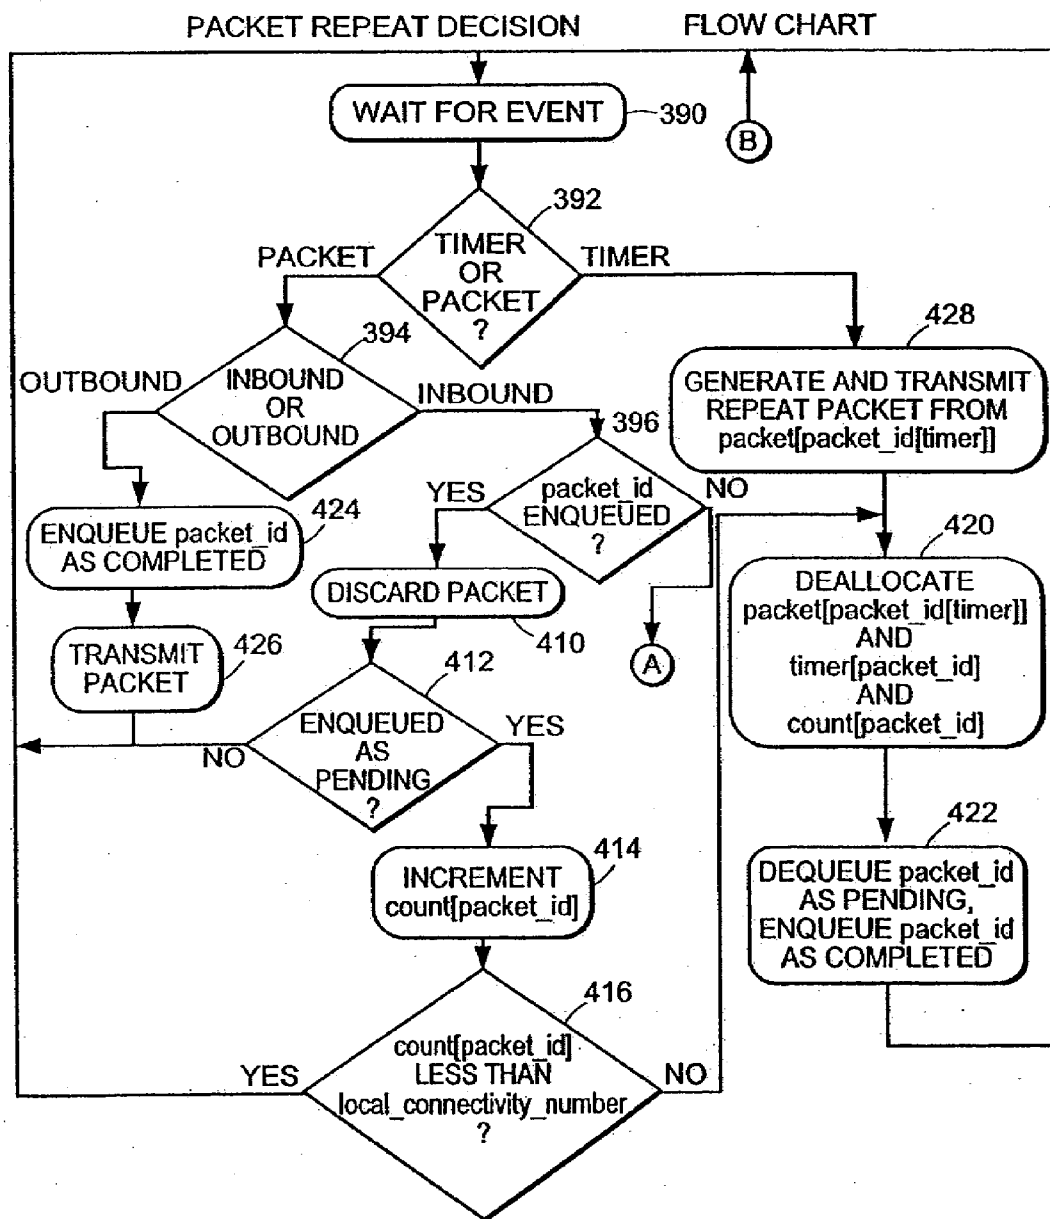 PACKET REPEAT DECISION FLOW CHART
WAIT FOR EVENT
390
B
392
TIMER
OR
PACKET
?
PACKET
TIMER
394
INBOUND
OR
OUTBOUND
OUTBOUND
INBOUND
428
GENERATE AND TRANSMIT
REPEAT PACKET FROM
packet[packet_id[timer]]
396
packet_id
ENQUEUED
?
YES
NO
424
ENQUEUE packet_id
AS COMPLETED
DISCARD PACKET
410
A
420
DEALLOCATE
packet[packet_id[timer]]
AND
timer[packet_id]
AND
count[packet_id]
TRANSMIT
PACKET
426
412
ENQUEUED
AS
PENDING
?
NO
YES
414
INCREMENT
count[packet_id]
422
DEQUEUE packet_id
AS PENDING,
ENQUEUE packet_id
AS COMPLETED
416
count[packet_id]
LESS THAN
local_connectivity_number
?
YES
NO